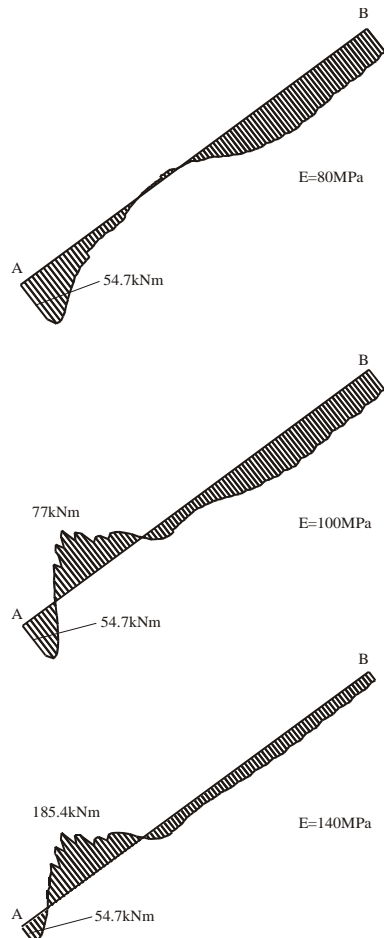 B
E=80MPa
A
54.7kNm
B
77kNm
E=100MPa
A
54.7kNm
B
185.4kNm
E=140MPa
A
54.7kNm